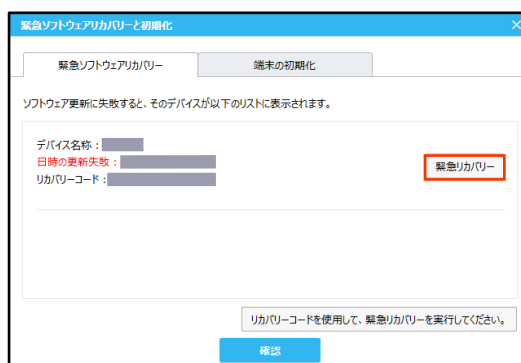 緊急ソフトウェアリカバリーと初期化
緊急ソフトウェアリカバリー
端末の初期化
ソフトウェア更新に失敗すると、そのデバイスが以下のリストに表示されます。
デバイス名称：
日時の更新失敗：
リカバリーコード：
緊急リカバリー
リカバリーコードを使用して、緊急リカバリーを実行してください。
確認